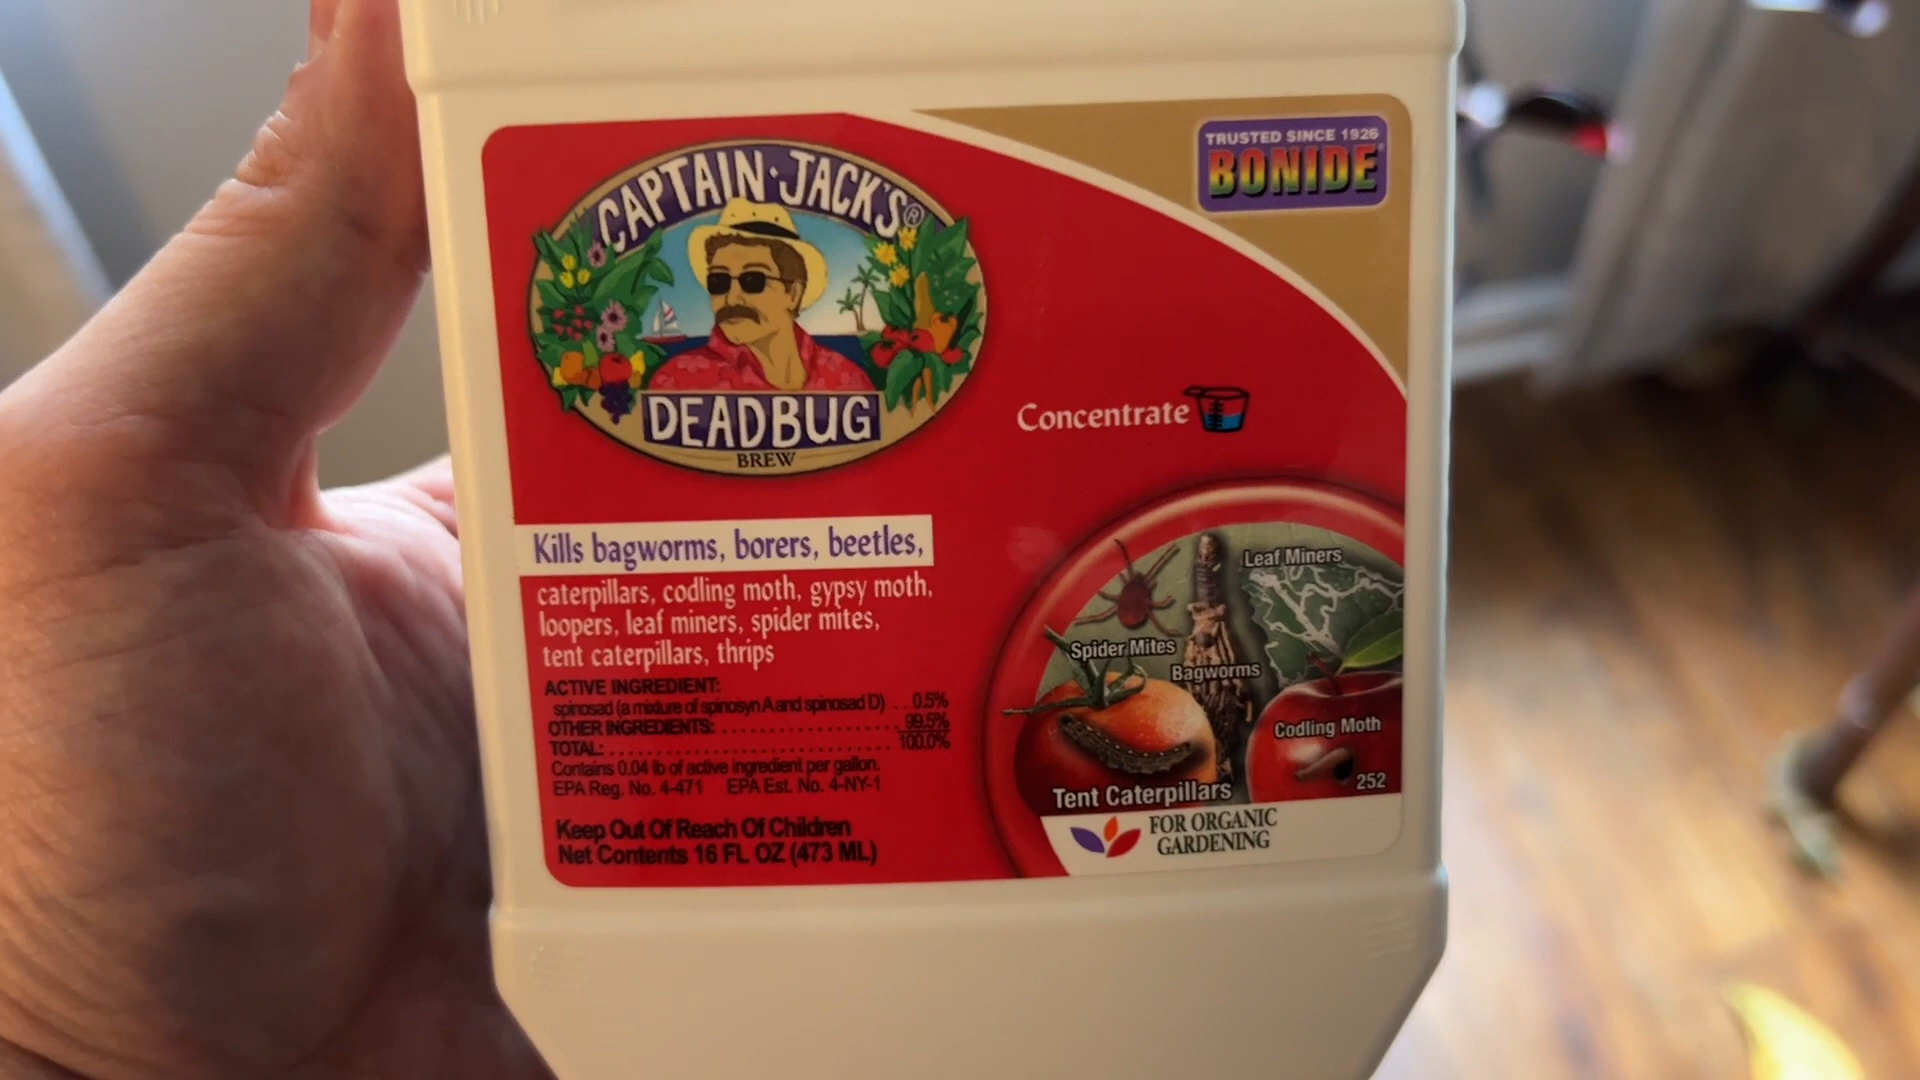 CAPTAIN·JACK'S®
DEADBUG
BREW
TRUSTED SINCE 1926
BONIDE®
Concentrate
Kills bagworms, borers, beetles,
caterpillars, codling moth, gypsy moth,
loopers, leaf miners, spider mites,
tent caterpillars, thrips
ACTIVE INGREDIENT:
spinosad (a mixture of spinosyn A and spinosad D) . . 0.5%
OTHER INGREDIENTS: . . . . . . . . . . . . . . . . . . 99.5%
TOTAL: . . . . . . . . . . . . . . . . . . . . . . . . . . . . 100.0%
Contains 0.04 lb of active ingredient per gallon.
EPA Reg. No. 4-471 EPA Est. No. 4-NY-1
Keep Out Of Reach Of Children
Net Contents 16 FL OZ (473 ML)
Leaf Miners
Spider Mites
Bagworms
Codling Moth
252
Tent Caterpillars
FOR ORGANIC
GARDENING